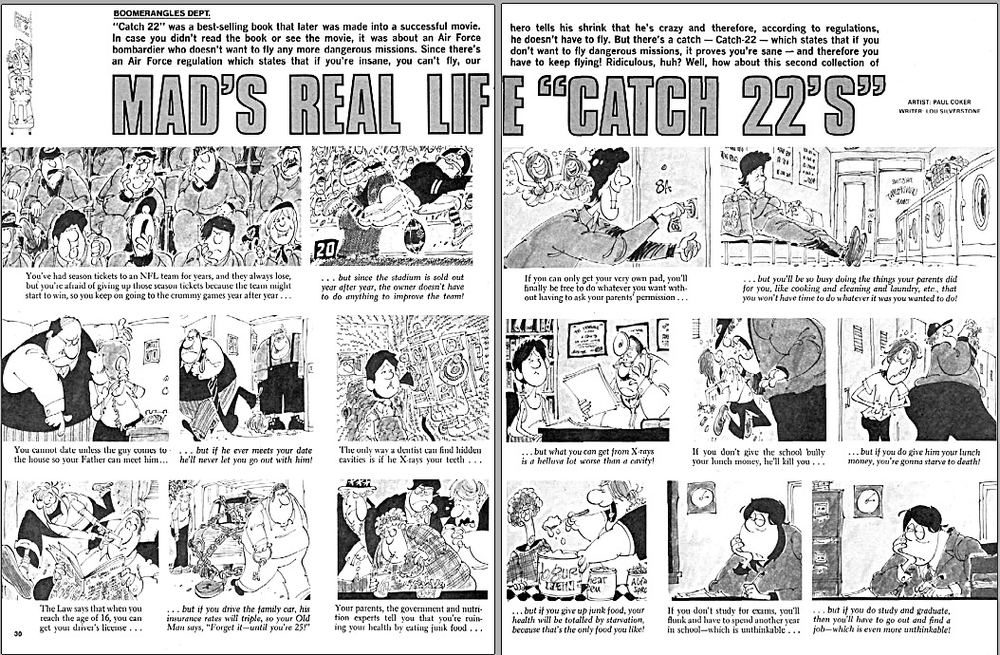 BOOMERANGLES DEPT.
"Catch 22" was a best-selling book that later was made into a successful movie.
In case you didn't read the book or see the movie, it was about an Air Force
bombardier who doesn't want to fly any more dangerous missions. Since there's
an Air Force regulation which states that if you're insane, you can't fly, our
hero tells his shrink that he's crazy and therefore, according to regulations,
he doesn't have to fly. But there's a catch — Catch-22 — which states that if you
don't want to fly dangerous missions, it proves you're sane — and therefore you
have to keep flying! Ridiculous, huh? Well, how about this second collection of
MAD'S REAL LIFE "CATCH 22'S"
ARTIST: PAUL COKER
WRITER: LOU SILVERSTONE
20
You've had season tickets to an NFL team for years, and they always lose,
but you're afraid of giving up those season tickets because the team might
start to win, so you keep on going to the crummy games year after year . . .
. . . but since the stadium is sold out
year after year, the owner doesn't have
to do anything to improve the team!
8
If you can only get your very own pad, you'll
finally be free to do whatever you want with-
out having to ask your parents' permission . . .
. . . but you'll be so busy doing the things your parents did
for you, like cooking and cleaning and laundry, etc., that
you won't have time to do whatever it was you wanted to do!
You cannot date unless the guy comes to
the house so your Father can meet him . . .
. . . but if he ever meets your date
he'll never let you go out with him!
The only way a dentist can find hidden
cavities is if he X-rays your teeth . . .
. . . but what you can get from X-rays
is a helluva lot worse than a cavity!
If you don't give the school bully
your lunch money, he'll kill you . . .
. . . but if you do give him your lunch
money, you're gonna starve to death!
The Law says that when you
reach the age of 16, you can
get your driver's license . . .
. . . but if you drive the family car, his
insurance rates will triple, so your Old
Man says, "Forget it—until you're 25!"
Your parents, the government and nutri-
tion experts tell you that you're ruin-
ing your health by eating junk food . . .
. . . but if you give up junk food, your
health will be totalled by starvation,
because that's the only food you like!
If you don't study for exams, you'll
flunk and have to spend another year
in school—which is unthinkable . . .
. . . but if you do study and graduate,
then you'll have to go out and find a
job—which is even more unthinkable!
30